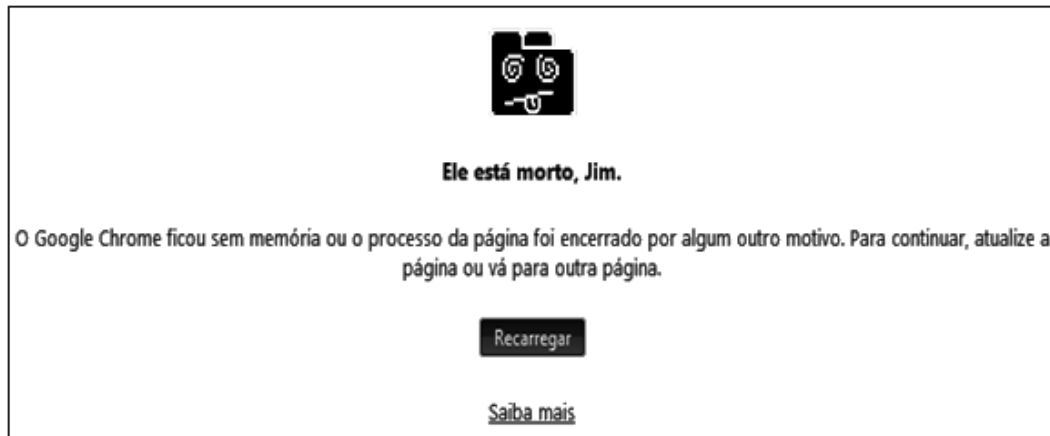 Ele está morto, Jim.
O Google Chrome ficou sem memória ou o processo da página foi encerrado por algum outro motivo. Para continuar, atualize a
página ou vá para outra página.
Recarregar
Saiba mais